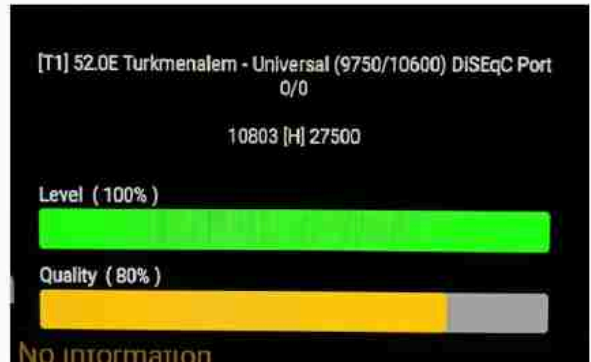 [T1] 52.0E Turkmenalem - Universal (9750/10600) DiSEqC Port
0/0
10803 [H] 27500
Level ( 100% )
Quality ( 80% )
No information